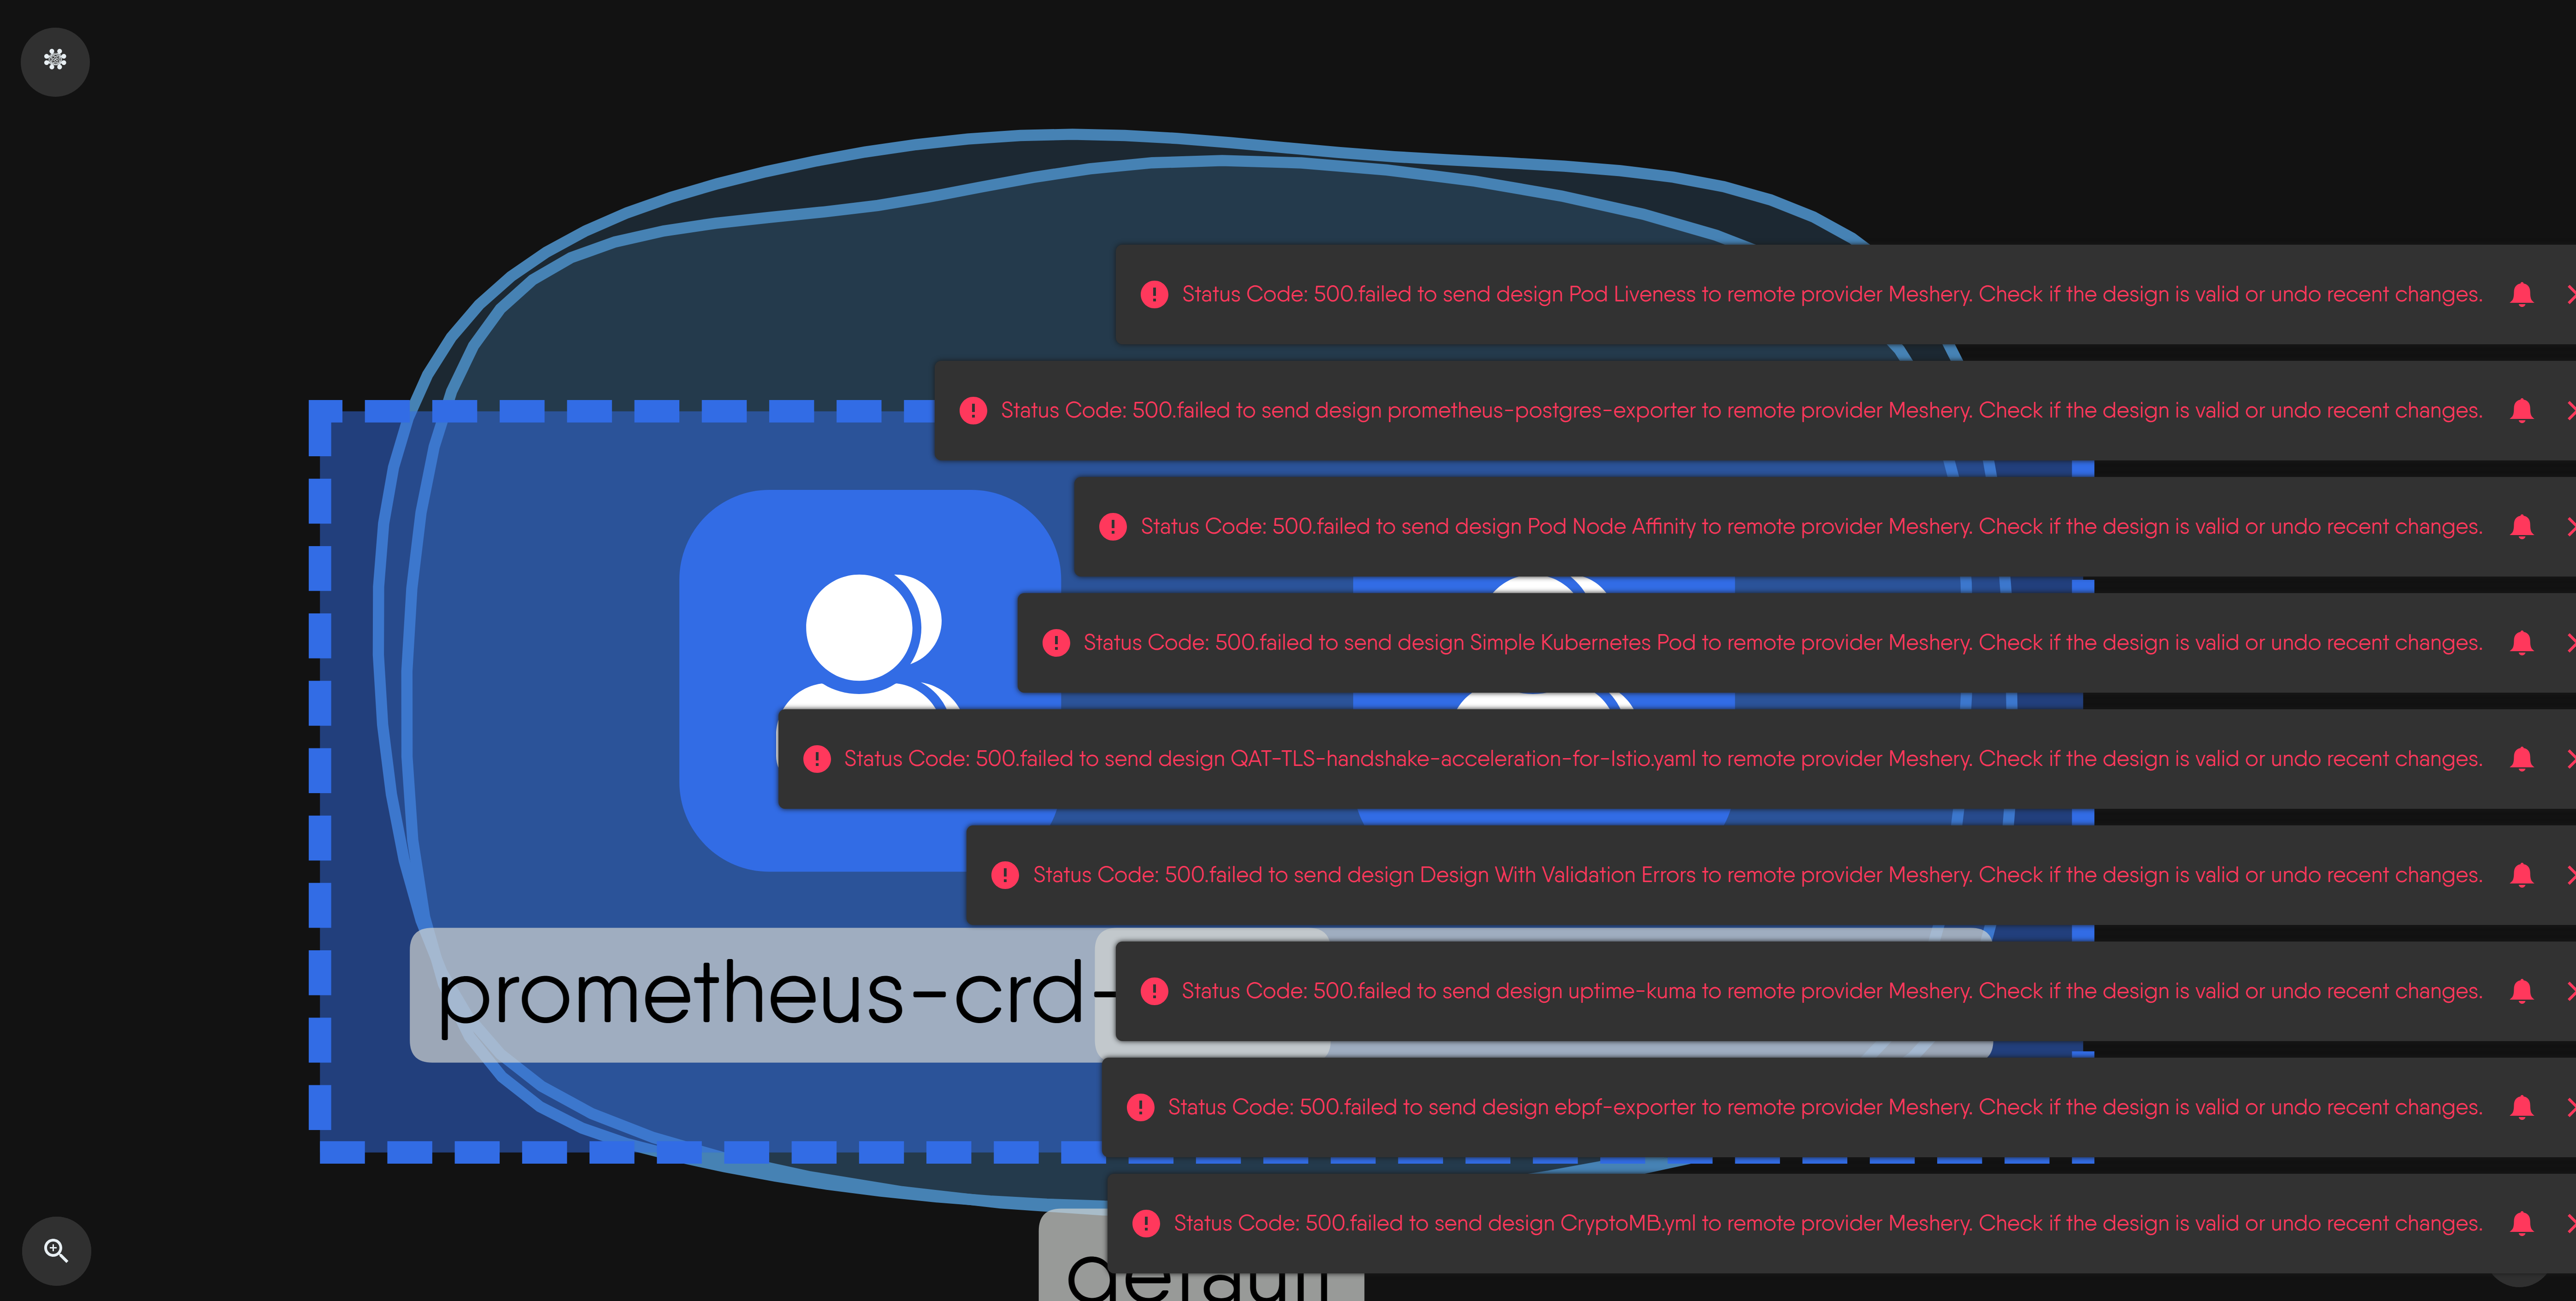 Status Code: 500.failed to send design Pod Liveness to remote provider Meshery. Check if the design is valid or undo recent changes.
Status Code: 500.failed to send design prometheus-postgres-exporter to remote provider Meshery. Check if the design is valid or undo recent changes.
Status Code: 500.failed to send design Pod Node Affinity to remote provider Meshery. Check if the design is valid or undo recent changes.
Status Code: 500.failed to send design Simple Kubernetes Pod to remote provider Meshery. Check if the design is valid or undo recent changes.
Status Code: 500.failed to send design QAT-TLS-handshake-acceleration-for-Istio.yaml to remote provider Meshery. Check if the design is valid or undo recent changes.
Status Code: 500.failed to send design Design With Validation Errors to remote provider Meshery. Check if the design is valid or undo recent changes.
prometheus-crd-
Status Code: 500.failed to send design uptime-kuma to remote provider Meshery. Check if the design is valid or undo recent changes.
Status Code: 500.failed to send design ebpf-exporter to remote provider Meshery. Check if the design is valid or undo recent changes.
Status Code: 500.failed to send design CryptoMB.yml to remote provider Meshery. Check if the design is valid or undo recent changes.
default